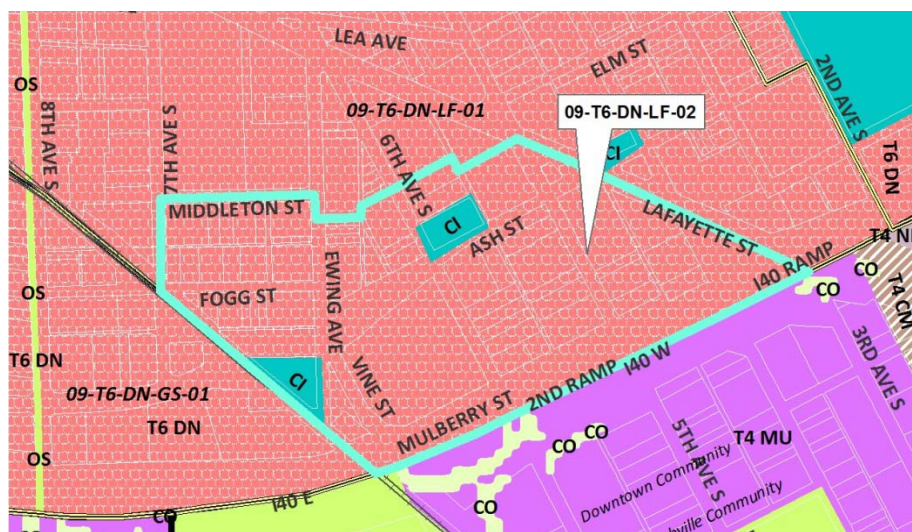 LEA AVE
ELM ST
2ND AVE S
OS
8TH AVE S
7TH AVE S
09-T6-DN-LF-01
09-T6-DN-LF-02
CI
6TH AVE S
T6 DN
MIDDLETON ST
CI
ASH ST
LAFAYETTE ST
T4 N
I40 RAMP
OS
FOGG ST
EWING AVE
CO
CO
T4 CM
T6 DN
09-T6-DN-GS-01
T6 DN
CI
VINE ST
MULBERRY ST
2ND RAMP
I40 W
3RD AVE S
OS
CO
CO
5TH AVE S
T4 MU
Downtown Community
ville Community
I40 E
CO
CO